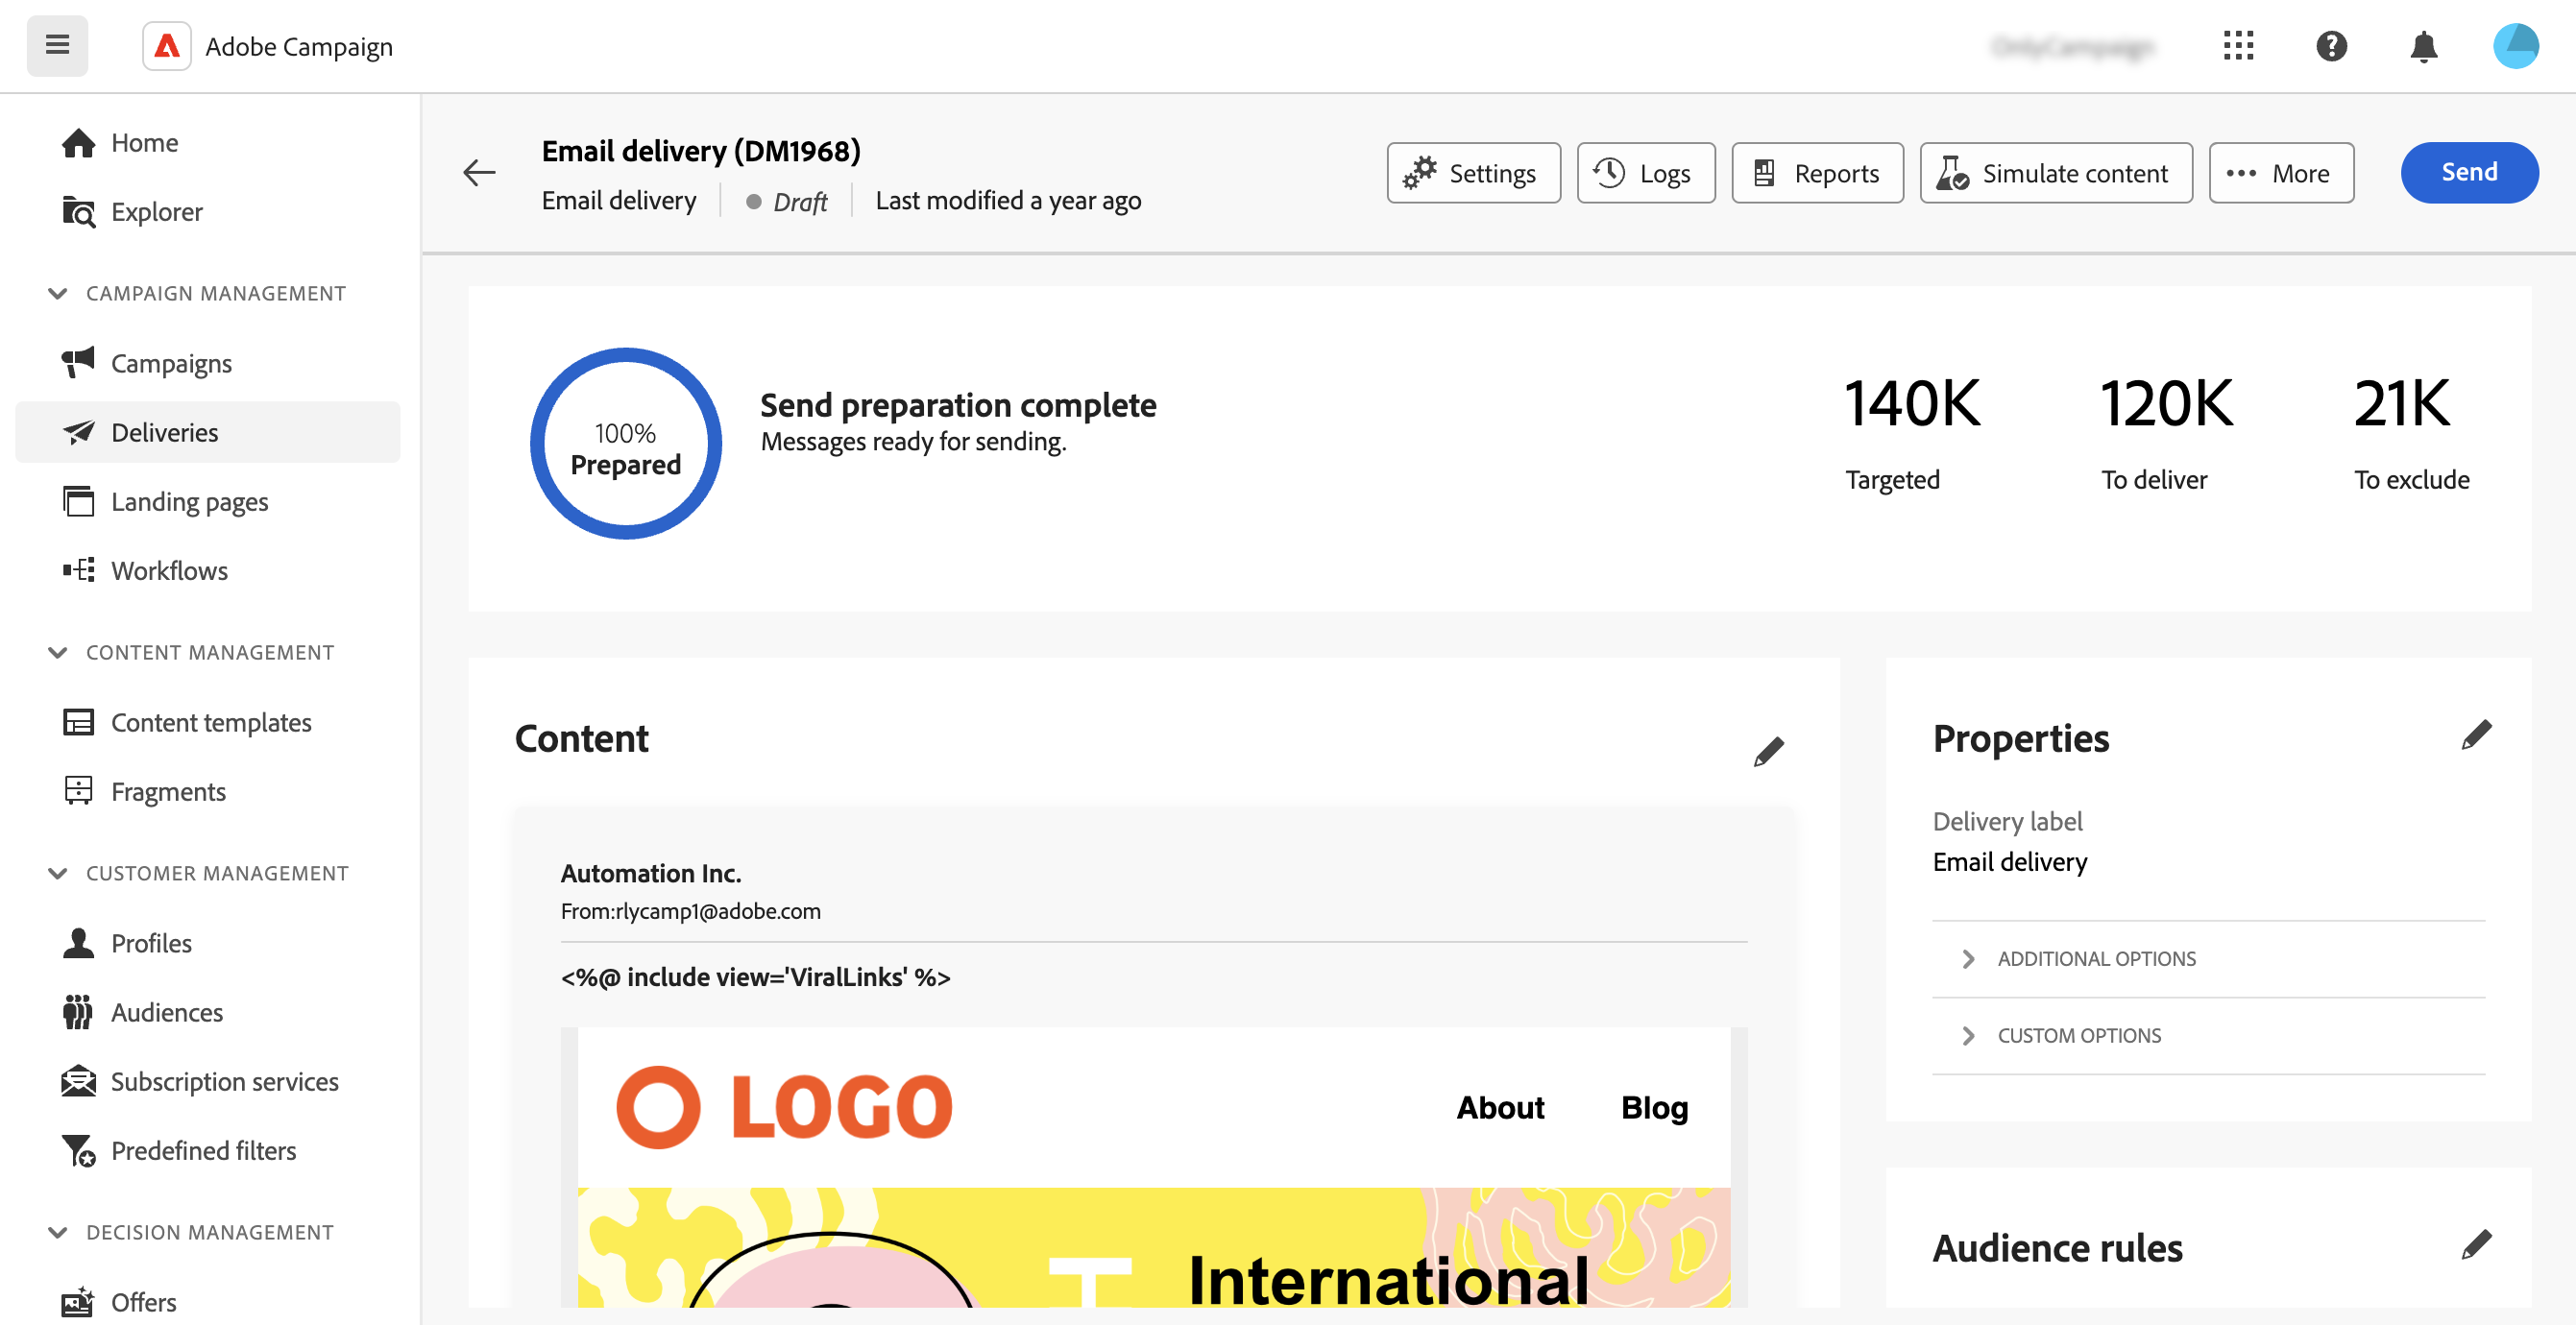 Adobe Campaign
Home
Explorer
CAMPAIGN MANAGEMENT
Campaigns
Deliveries
Landing pages
Workflows
CONTENT MANAGEMENT
Content templates
Fragments
CUSTOMER MANAGEMENT
Profiles
Audiences
Subscription services
Predefined filters
DECISION MANAGEMENT
Offers
Email delivery (DM1968)
Email delivery Draft Last modified a year ago
Settings Logs Reports Simulate content ••• More Send
100%
Prepared
Send preparation complete
Messages ready for sending.
140K 120K 21K
Targeted To deliver To exclude
Content
Automation Inc.
From:rlycamp1@adobe.com
<%@ include view='ViralLinks' %>
LOGO About Blog
International
Properties
Delivery label
Email delivery
ADDITIONAL OPTIONS
CUSTOM OPTIONS
Audience rules